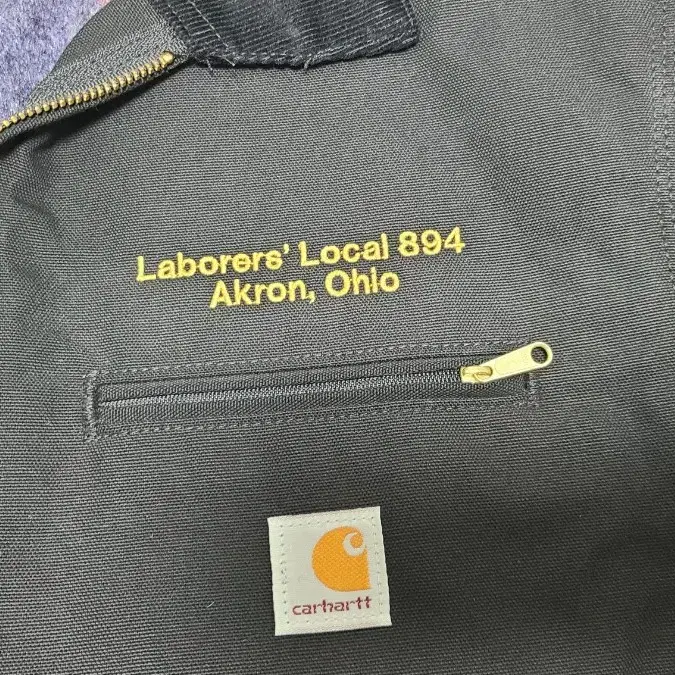 Laborers' Local 894
Akron, Ohio
carhartt